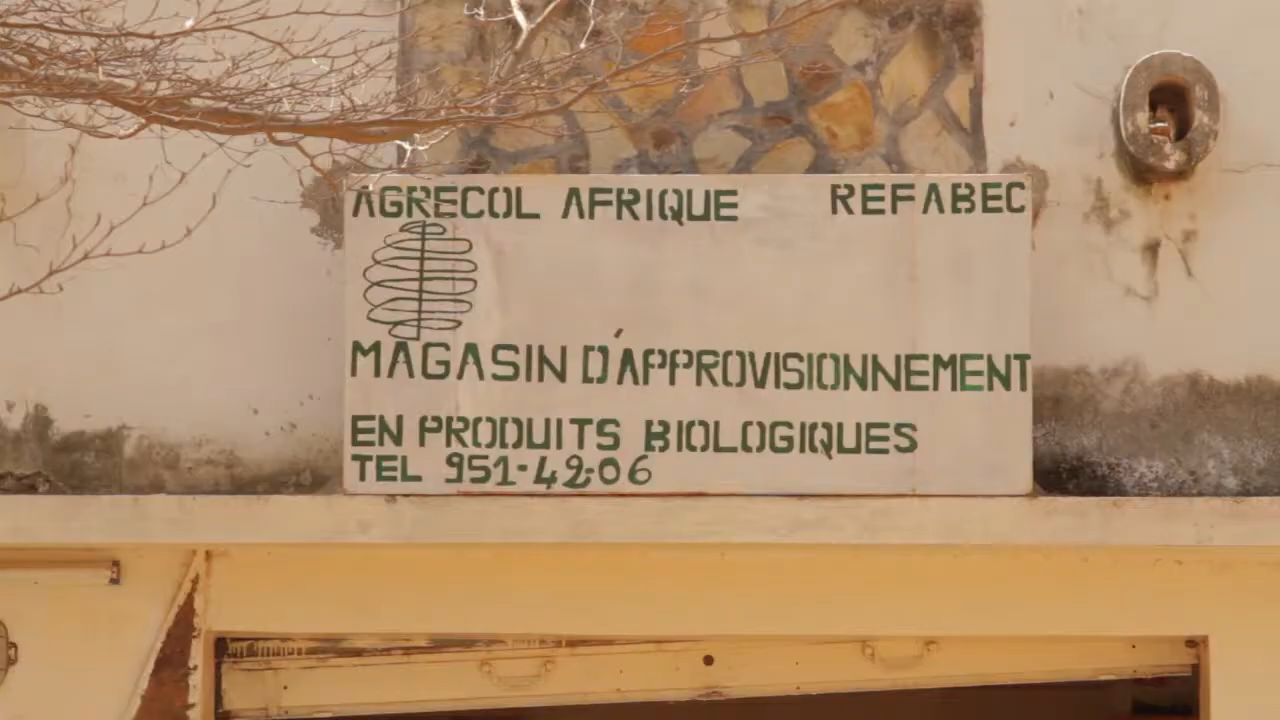 AGRECOL AFRIQUE REFABEC
MAGASIN D'APPROVISIONNEMENT
EN PRODUITS BIOLOGIQUES
TEL 951-42-06